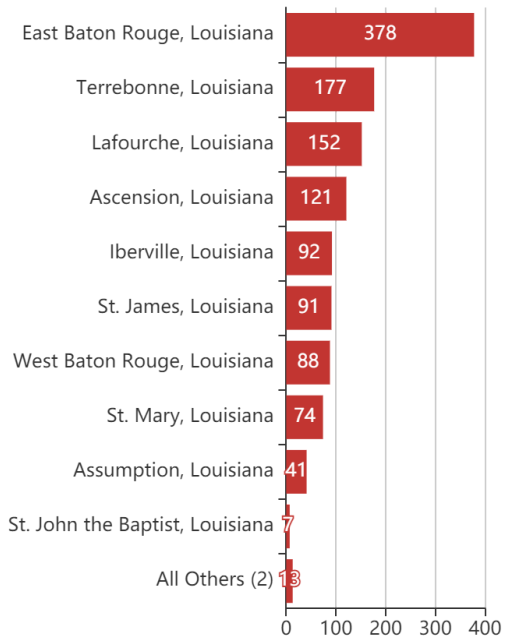 East Baton Rouge, Louisiana 378
Terrebonne, Louisiana 177
Lafourche, Louisiana 152
Ascension, Louisiana 121
Iberville, Louisiana 92
St. James, Louisiana 91
West Baton Rouge, Louisiana 88
St. Mary, Louisiana 74
Assumption, Louisiana 41
St. John the Baptist, Louisiana 7
All Others (2) 13
0 100 200 300 400